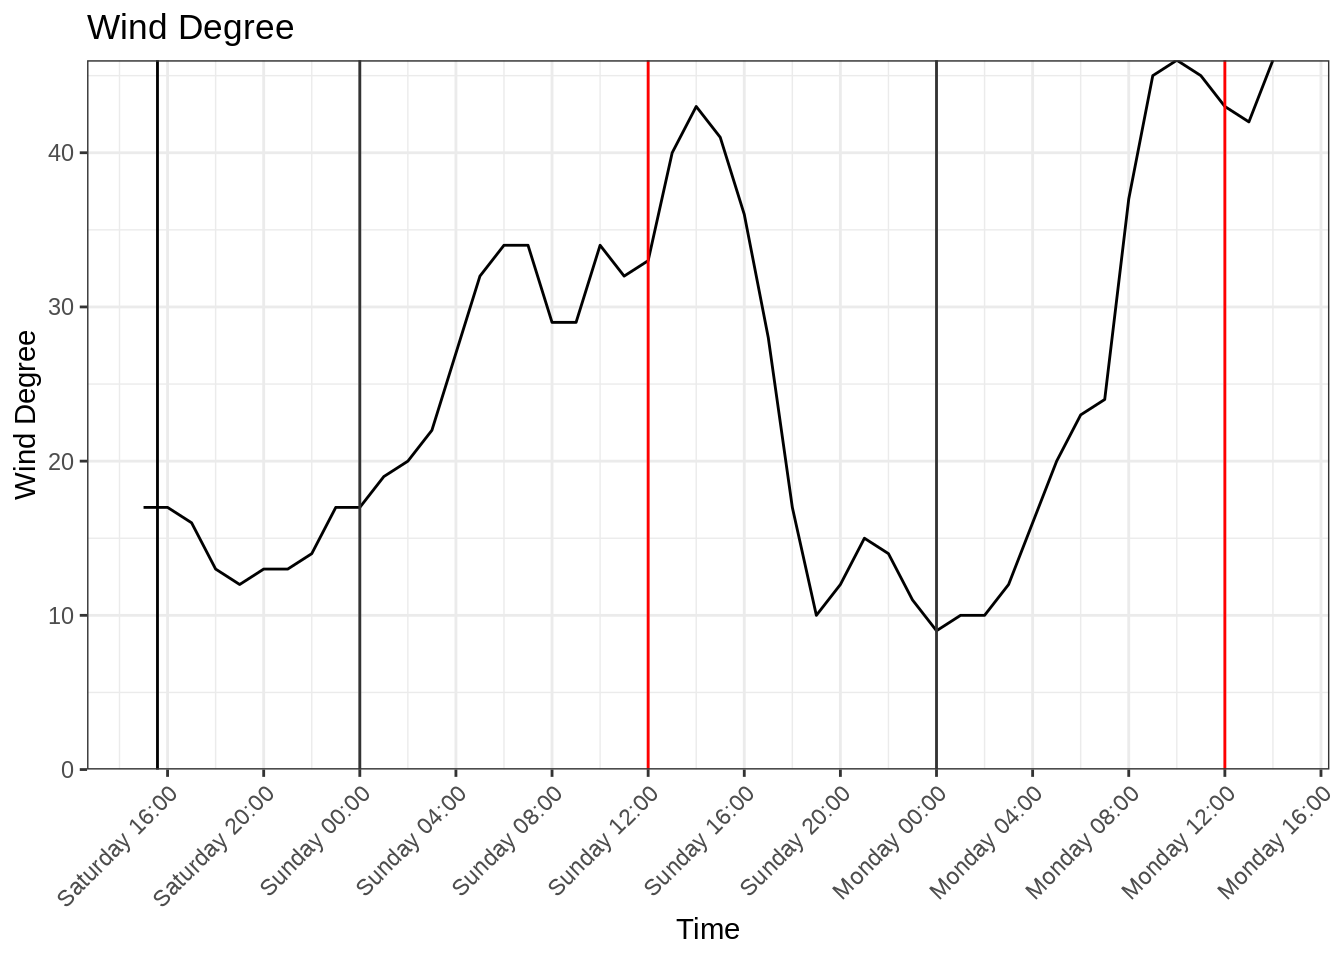 Wind Degree
Wind Degree
40
30
20
10
0
Saturday 16:00
Saturday 20:00
Sunday 00:00
Sunday 04:00
Sunday 08:00
Sunday 12:00
Sunday 16:00
Sunday 20:00
Monday 00:00
Monday 04:00
Monday 08:00
Monday 12:00
Monday 16:00
Time